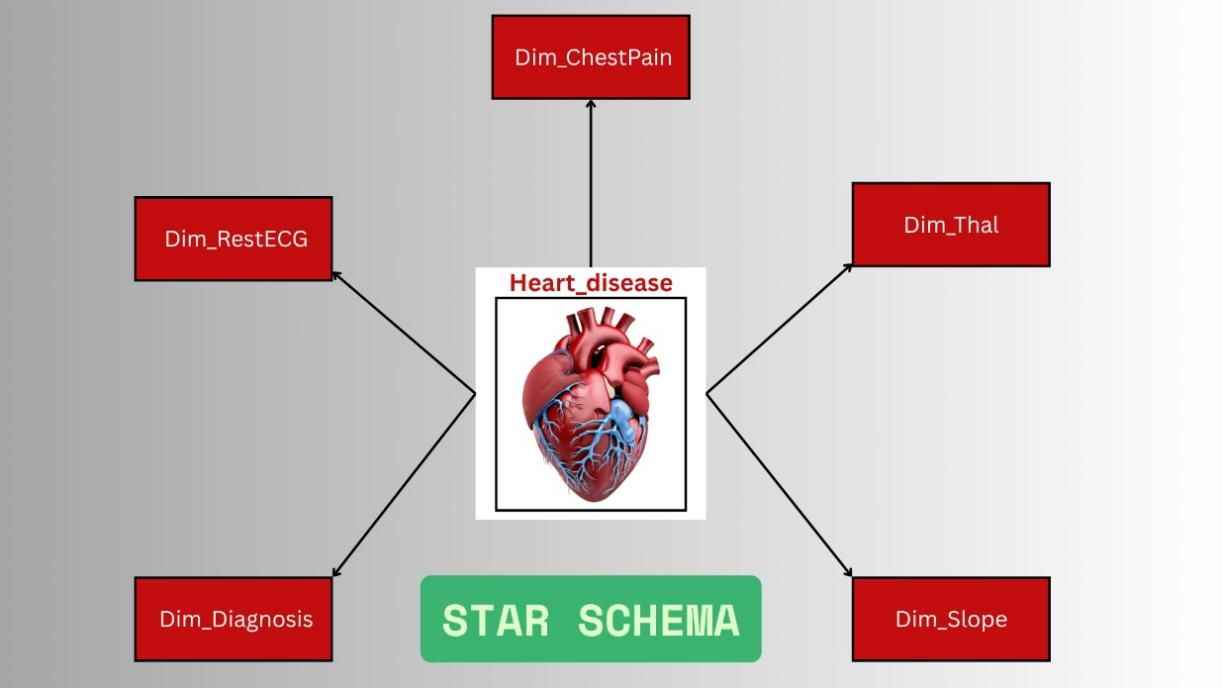 Dim_ChestPain
Dim_RestECG
Dim_Thal
Heart_disease
Dim_Diagnosis
STAR SCHEMA
Dim_Slope